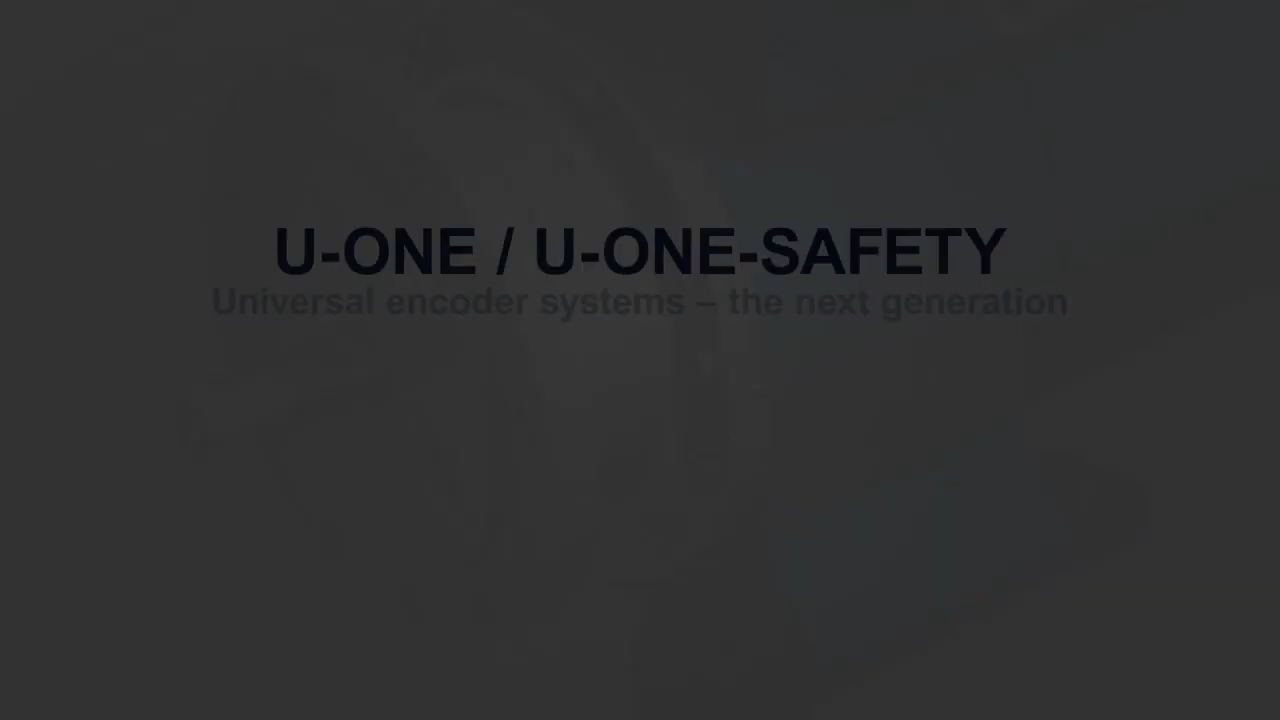 U-ONE / U-ONE-SAFETY
Universal encoder systems – the next generation